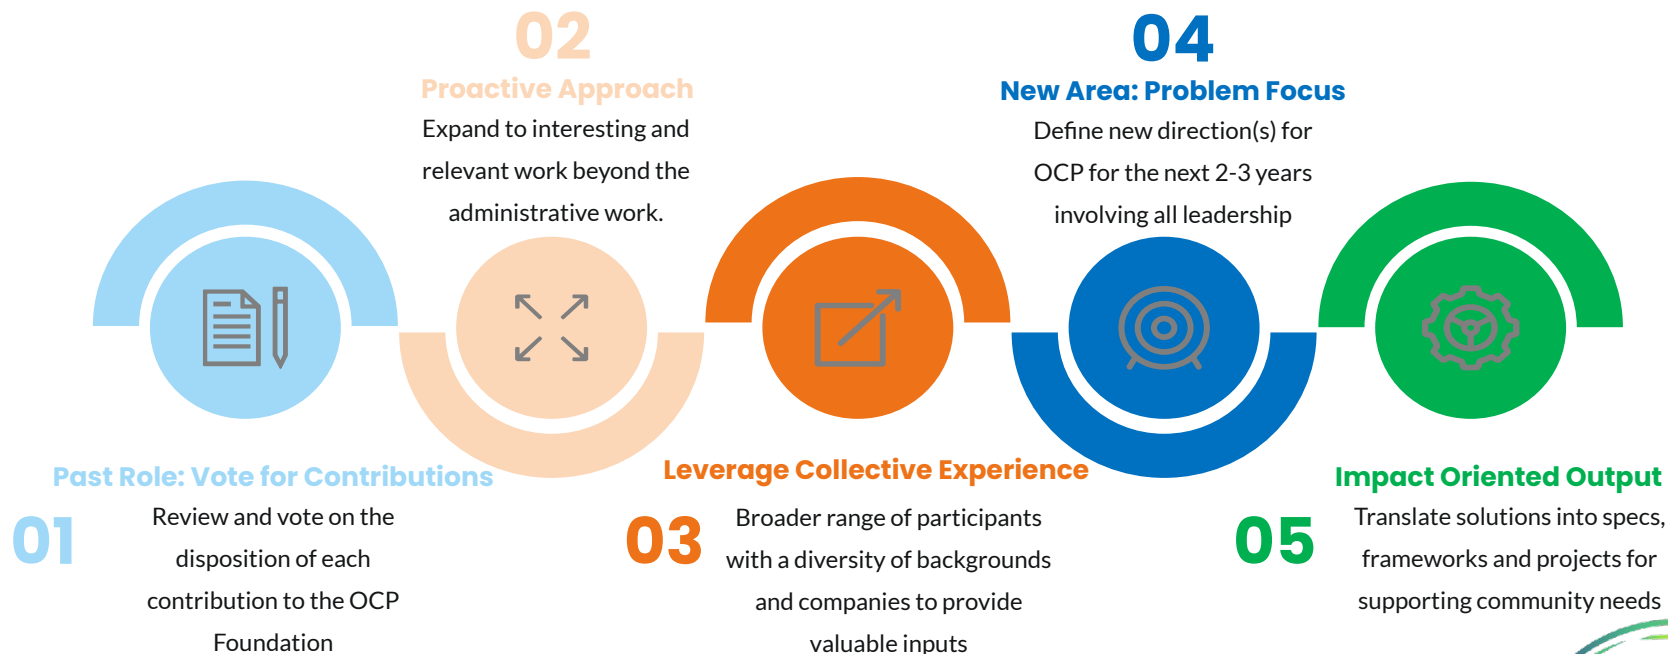 01
Past Role: Vote for Contributions
Review and vote on the
disposition of each
contribution to the OCP
Foundation
02
Proactive Approach
Expand to interesting and
relevant work beyond the
administrative work.
03
Leverage Collective Experience
Broader range of participants
with a diversity of backgrounds
and companies to provide
valuable inputs
04
New Area: Problem Focus
Define new direction(s) for
OCP for the next 2-3 years
involving all leadership
05
Impact Oriented Output
Translate solutions into specs,
frameworks and projects for
supporting community needs